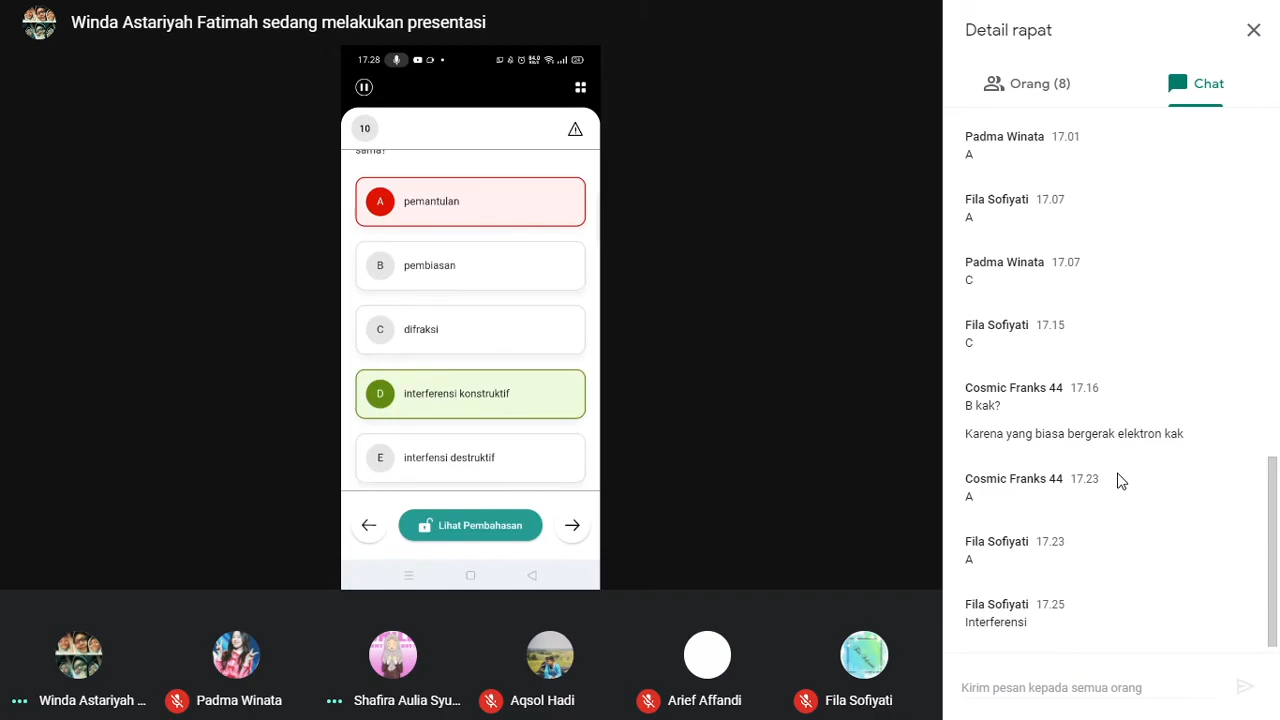 Winda Astariyah Fatimah sedang melakukan presentasi
17.28
10
sama?
A pemantulan
B pembiasan
C difraksi
D interferensi konstruktif
E interfensi destruktif
Lihat Pembahasan
Winda Astariyah ...
Padma Winata
Shafira Aulia Syu...
Aqsol Hadi
Arief Affandi
Fila Sofiyati
Detail rapat
Orang (8)
Chat
Padma Winata 17.01
A
Fila Sofiyati 17.07
A
Padma Winata 17.07
C
Fila Sofiyati 17.15
C
Cosmic Franks 44 17.16
B kak?
Karena yang biasa bergerak elektron kak
Cosmic Franks 44 17.23
A
Fila Sofiyati 17.23
A
Fila Sofiyati 17.25
Interferensi
Kirim pesan kepada semua orang